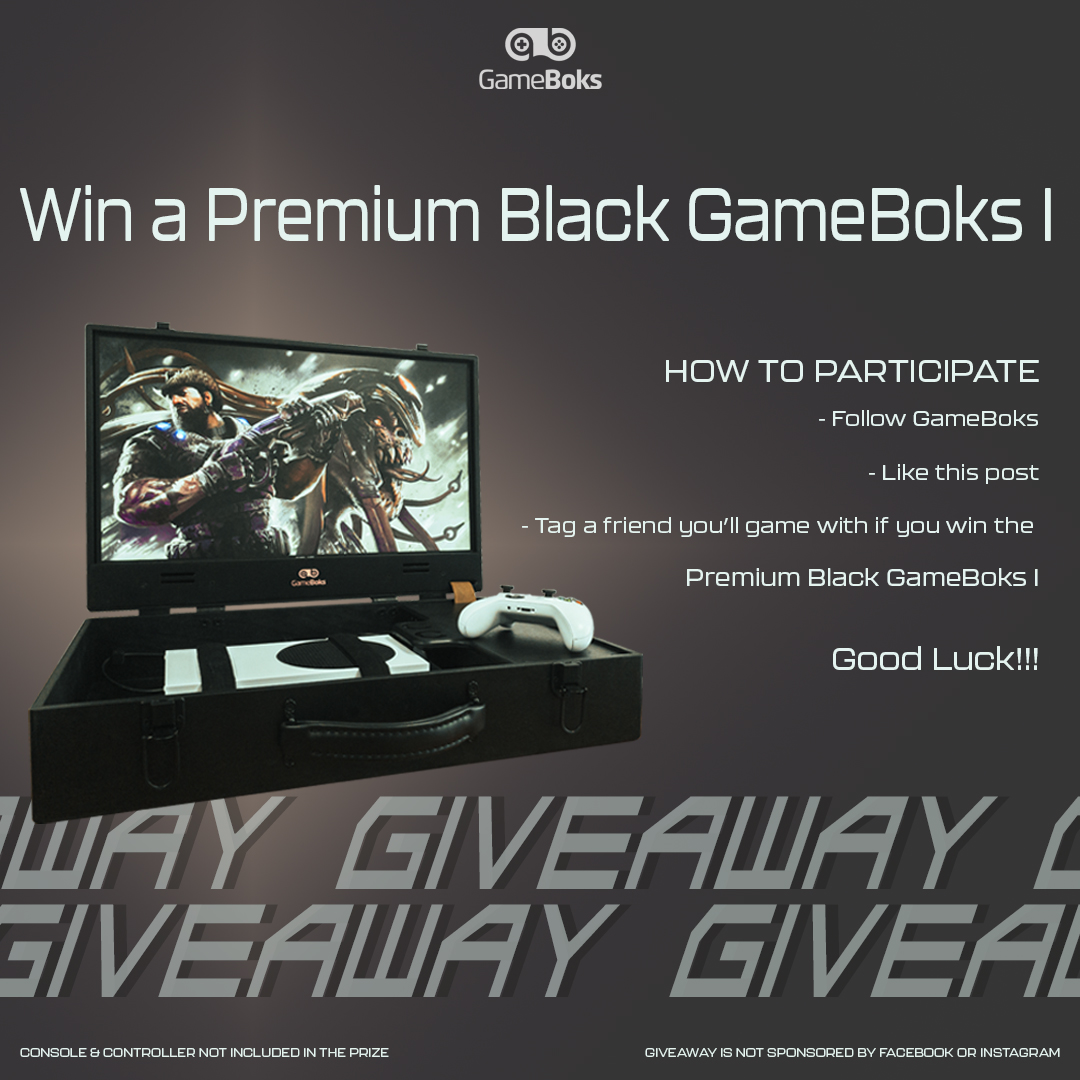 GameBoks
Win a Premium Black GameBoks I
HOW TO PARTICIPATE
- Follow GameBoks
- Like this post
- Tag a friend you'll game with if you win the
Premium Black GameBoks I
Good Luck!!!
GameBoks
AWAY GIVEAWAY G
GIVEAWAY GIVEAW
CONSOLE & CONTROLLER NOT INCLUDED IN THE PRIZE
GIVEAWAY IS NOT SPONSORED BY FACEBOOK OR INSTAGRAM